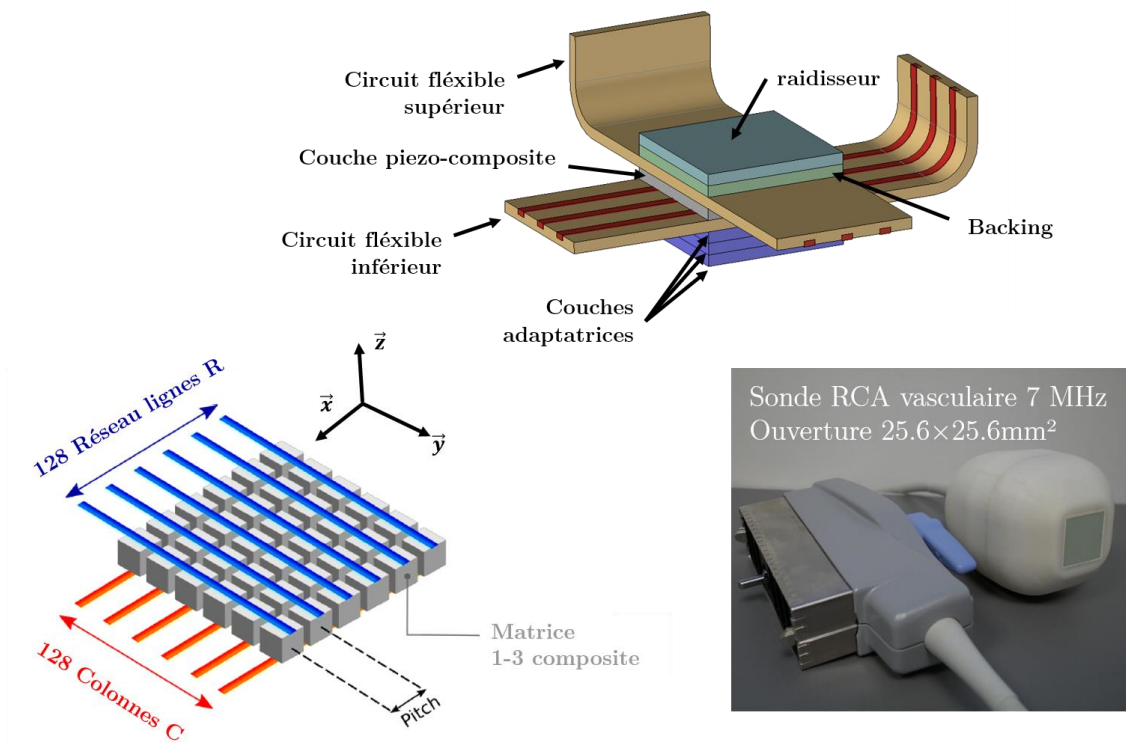 Circuit fléxible
supérieur
raidisseur
Couche piezo-composite
Circuit fléxible
inférieur
Backing
Couches
adaptatrices
z
x
y
128 Réseau lignes R
128 Colonnes C
Pitch
Matrice
1-3 composite
Sonde RCA vasculaire 7 MHz
Ouverture 25.6×25.6mm²